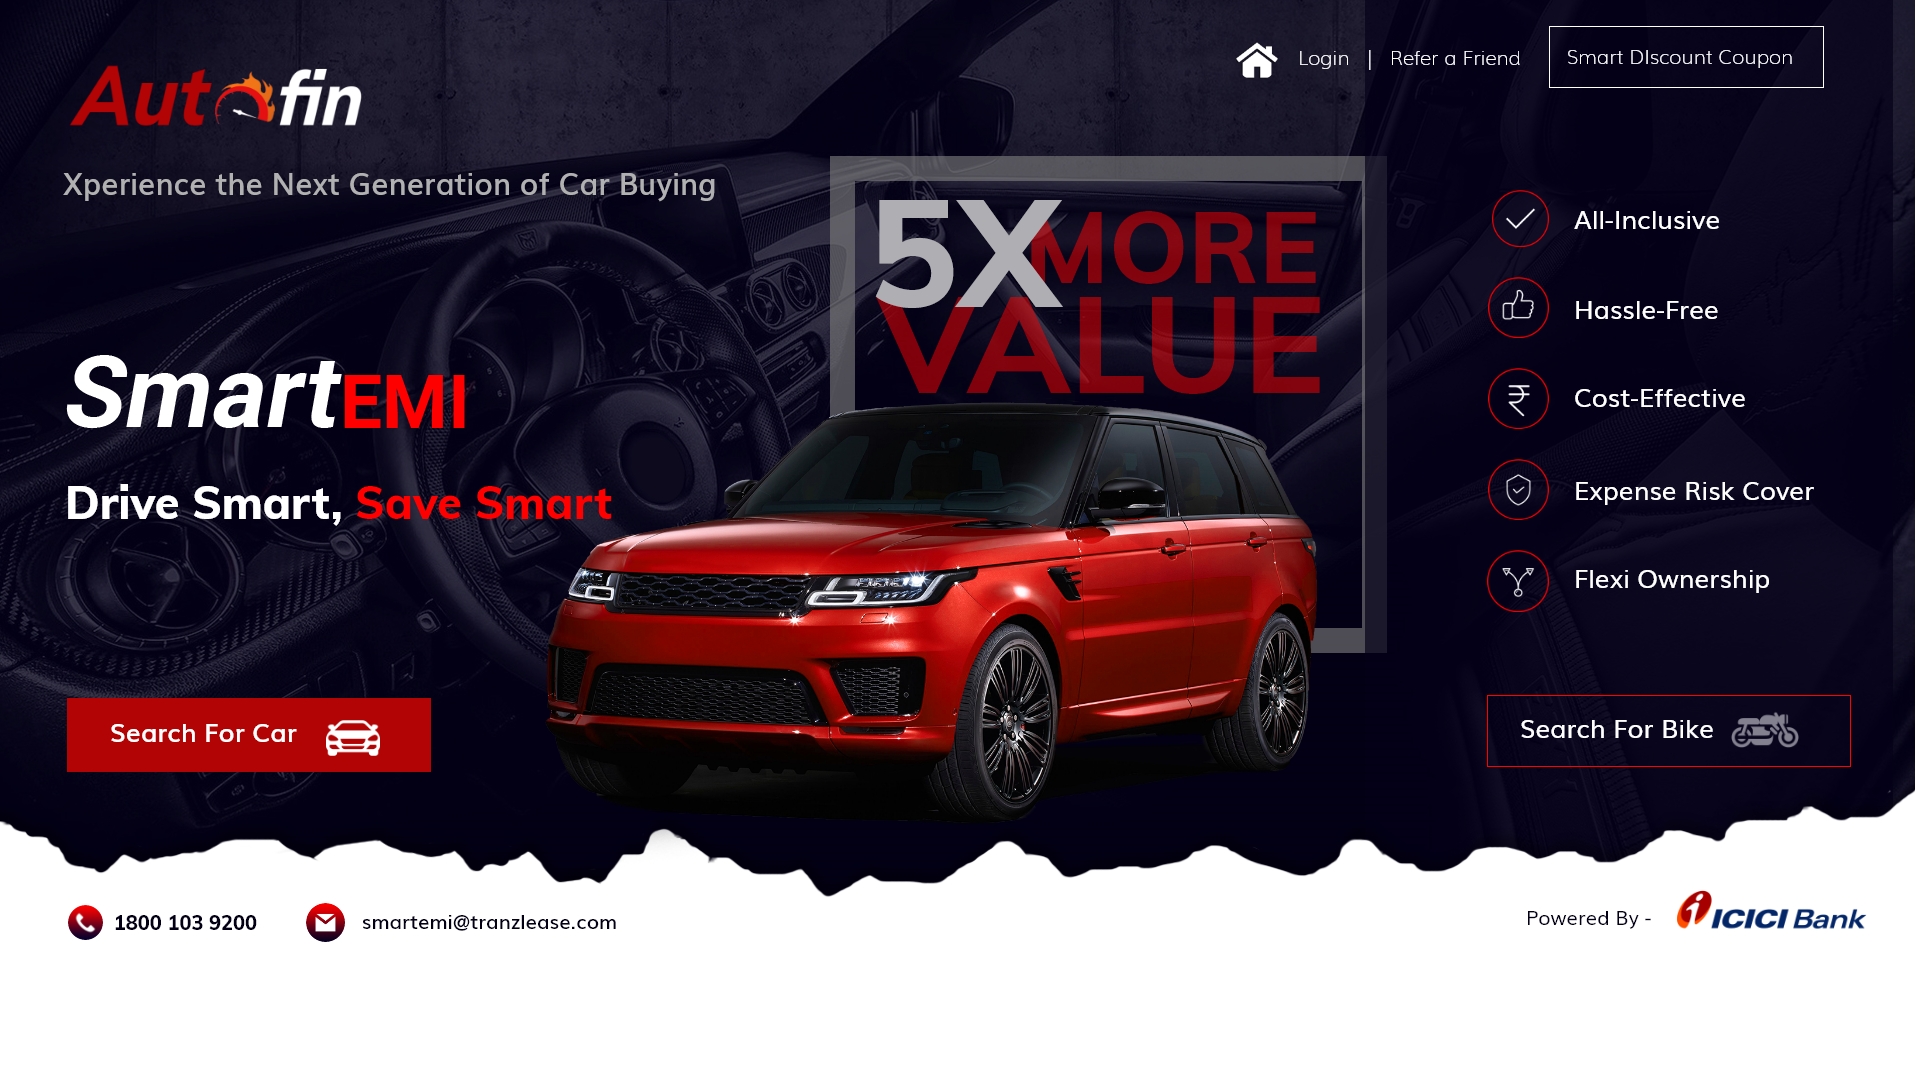 Login | Refer a Friend
Smart DIscount Coupon
Autofin
Xperience the Next Generation of Car Buying
5X MORE
VALUE
SmartEMI
Drive Smart, Save Smart
All-Inclusive
Hassle-Free
Cost-Effective
Expense Risk Cover
Flexi Ownership
Search For Car
Search For Bike
1800 103 9200
smartemi@tranzlease.com
Powered By -
ICICI Bank